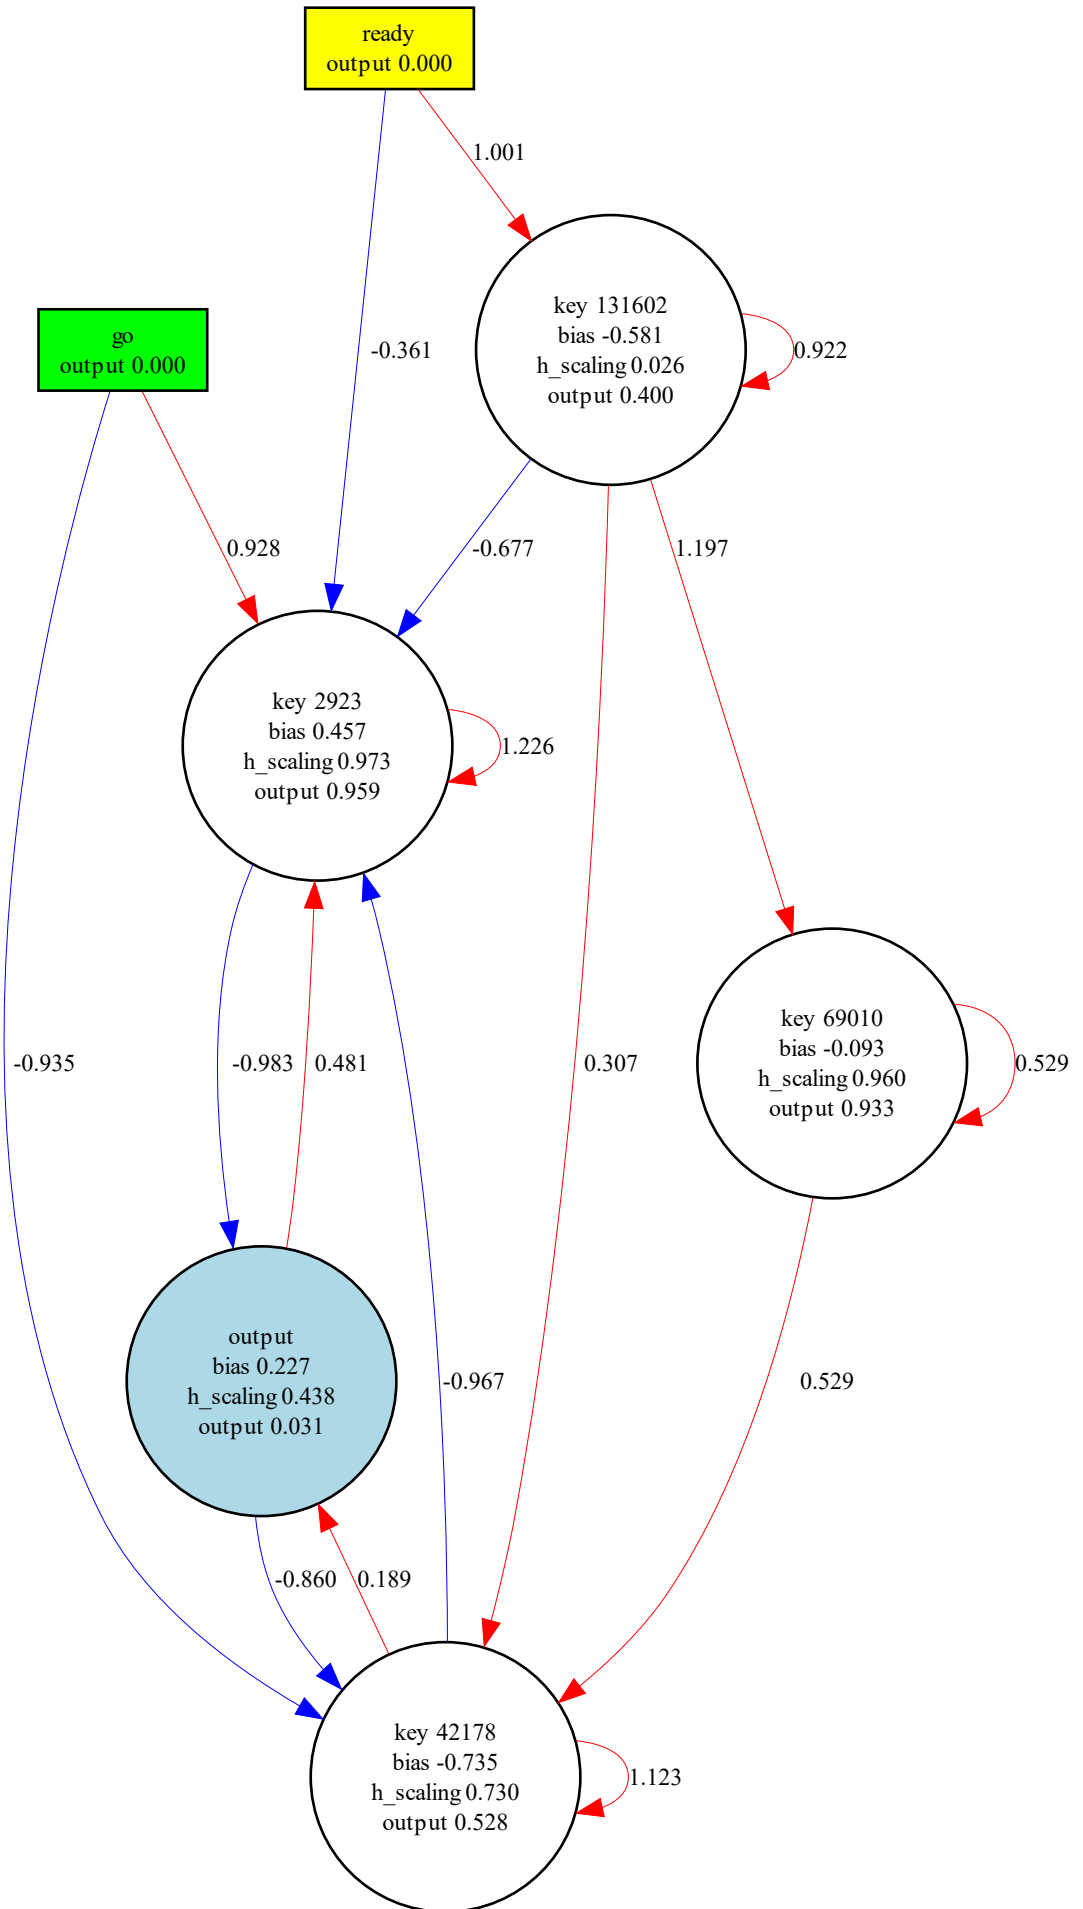 ready
output 0.000
1.001
key 131602
bias -0.581
h_scaling 0.026
output 0.400
0.922
-0.361
go
output 0.000
0.928
-0.677
1.197
key 2923
bias 0.457
h_scaling 0.973
output 0.959
1.226
key 69010
bias -0.093
h_scaling 0.960
output 0.933
0.529
-0.935
-0.983
0.481
0.307
output
bias 0.227
h_scaling 0.438
output 0.031
-0.967
0.529
-0.860
0.189
key 42178
bias -0.735
h_scaling 0.730
output 0.528
1.123